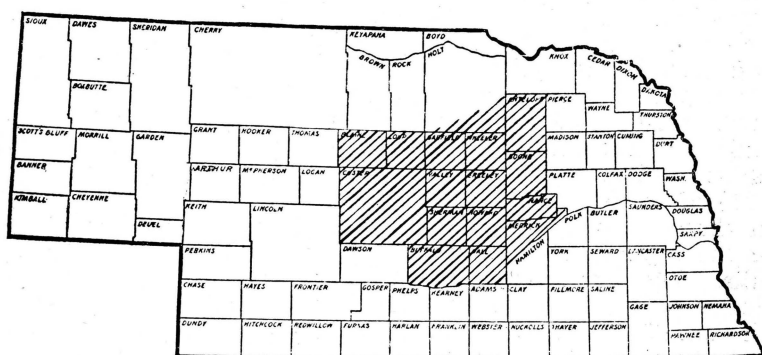 SIOUX
DAWES
SHERIDAN
CHERRY
KEYAPAHA
BOYD
BROWN
ROCK
HOLT
KNOX
CEDAR
DIXON
DAKOTA
BOXBUTTE
ANTELOPE
PIERCE
WAYNE
THURSTON
SCOTT'S BLUFF
MORRILL
GARDEN
GRANT
HOOKER
THOMAS
BLAINE
LOUP
GARFIELD
WHEELER
MADISON
STANTON
CUMING
BURT
BANNER
ARTHUR
McPHERSON
LOGAN
CUSTER
VALLEY
GREELEY
BOONE
PLATTE
COLFAX
DODGE
WASH.
KIMBALL
CHEYENNE
DEUEL
KEITH
LINCOLN
SHERMAN
HOWARD
NANCE
MERRICK
POLK
BUTLER
SAUNDERS
DOUGLAS
SARPY
PERKINS
DAWSON
BUFFALO
HALL
HAMILTON
YORK
SEWARD
LANCASTER
CASS
OTOE
CHASE
HAYES
FRONTIER
GOSPER
PHELPS
KEARNEY
ADAMS
CLAY
FILLMORE
SALINE
GAGE
JOHNSON
NEMAHA
DUNDY
HITCHCOCK
REDWILLOW
FURNAS
HARLAN
FRANKLIN
WEBSTER
NUCKOLLS
THAYER
JEFFERSON
PAWNEE
RICHARDSON